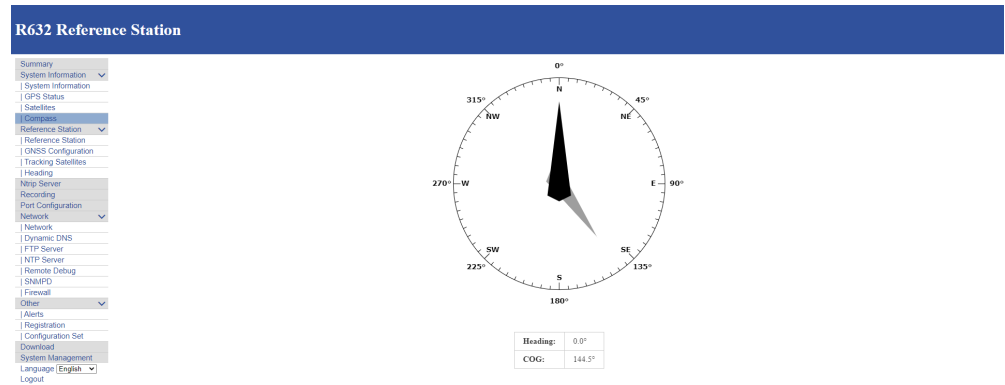 R632 Reference Station
Summary
System Information
| System Information
| GPS Status
| Satellites
| Compass
Reference Station
| Reference Station
| GNSS Configuration
| Tracking Satellites
| Heading
Ntrip Server
Recording
Port Configuration
Network
| Network
| Dynamic DNS
| FTP Server
| NTP Server
| Remote Debug
| SNMPD
| Firewall
Other
| Alerts
| Registration
| Configuration Set
Download
System Management
Language English
Logout
0°
N
315° 45°
NW NE
270° W E 90°
SW SE
225° 135°
S
180°
Heading: 0.0°
COG: 144.5°